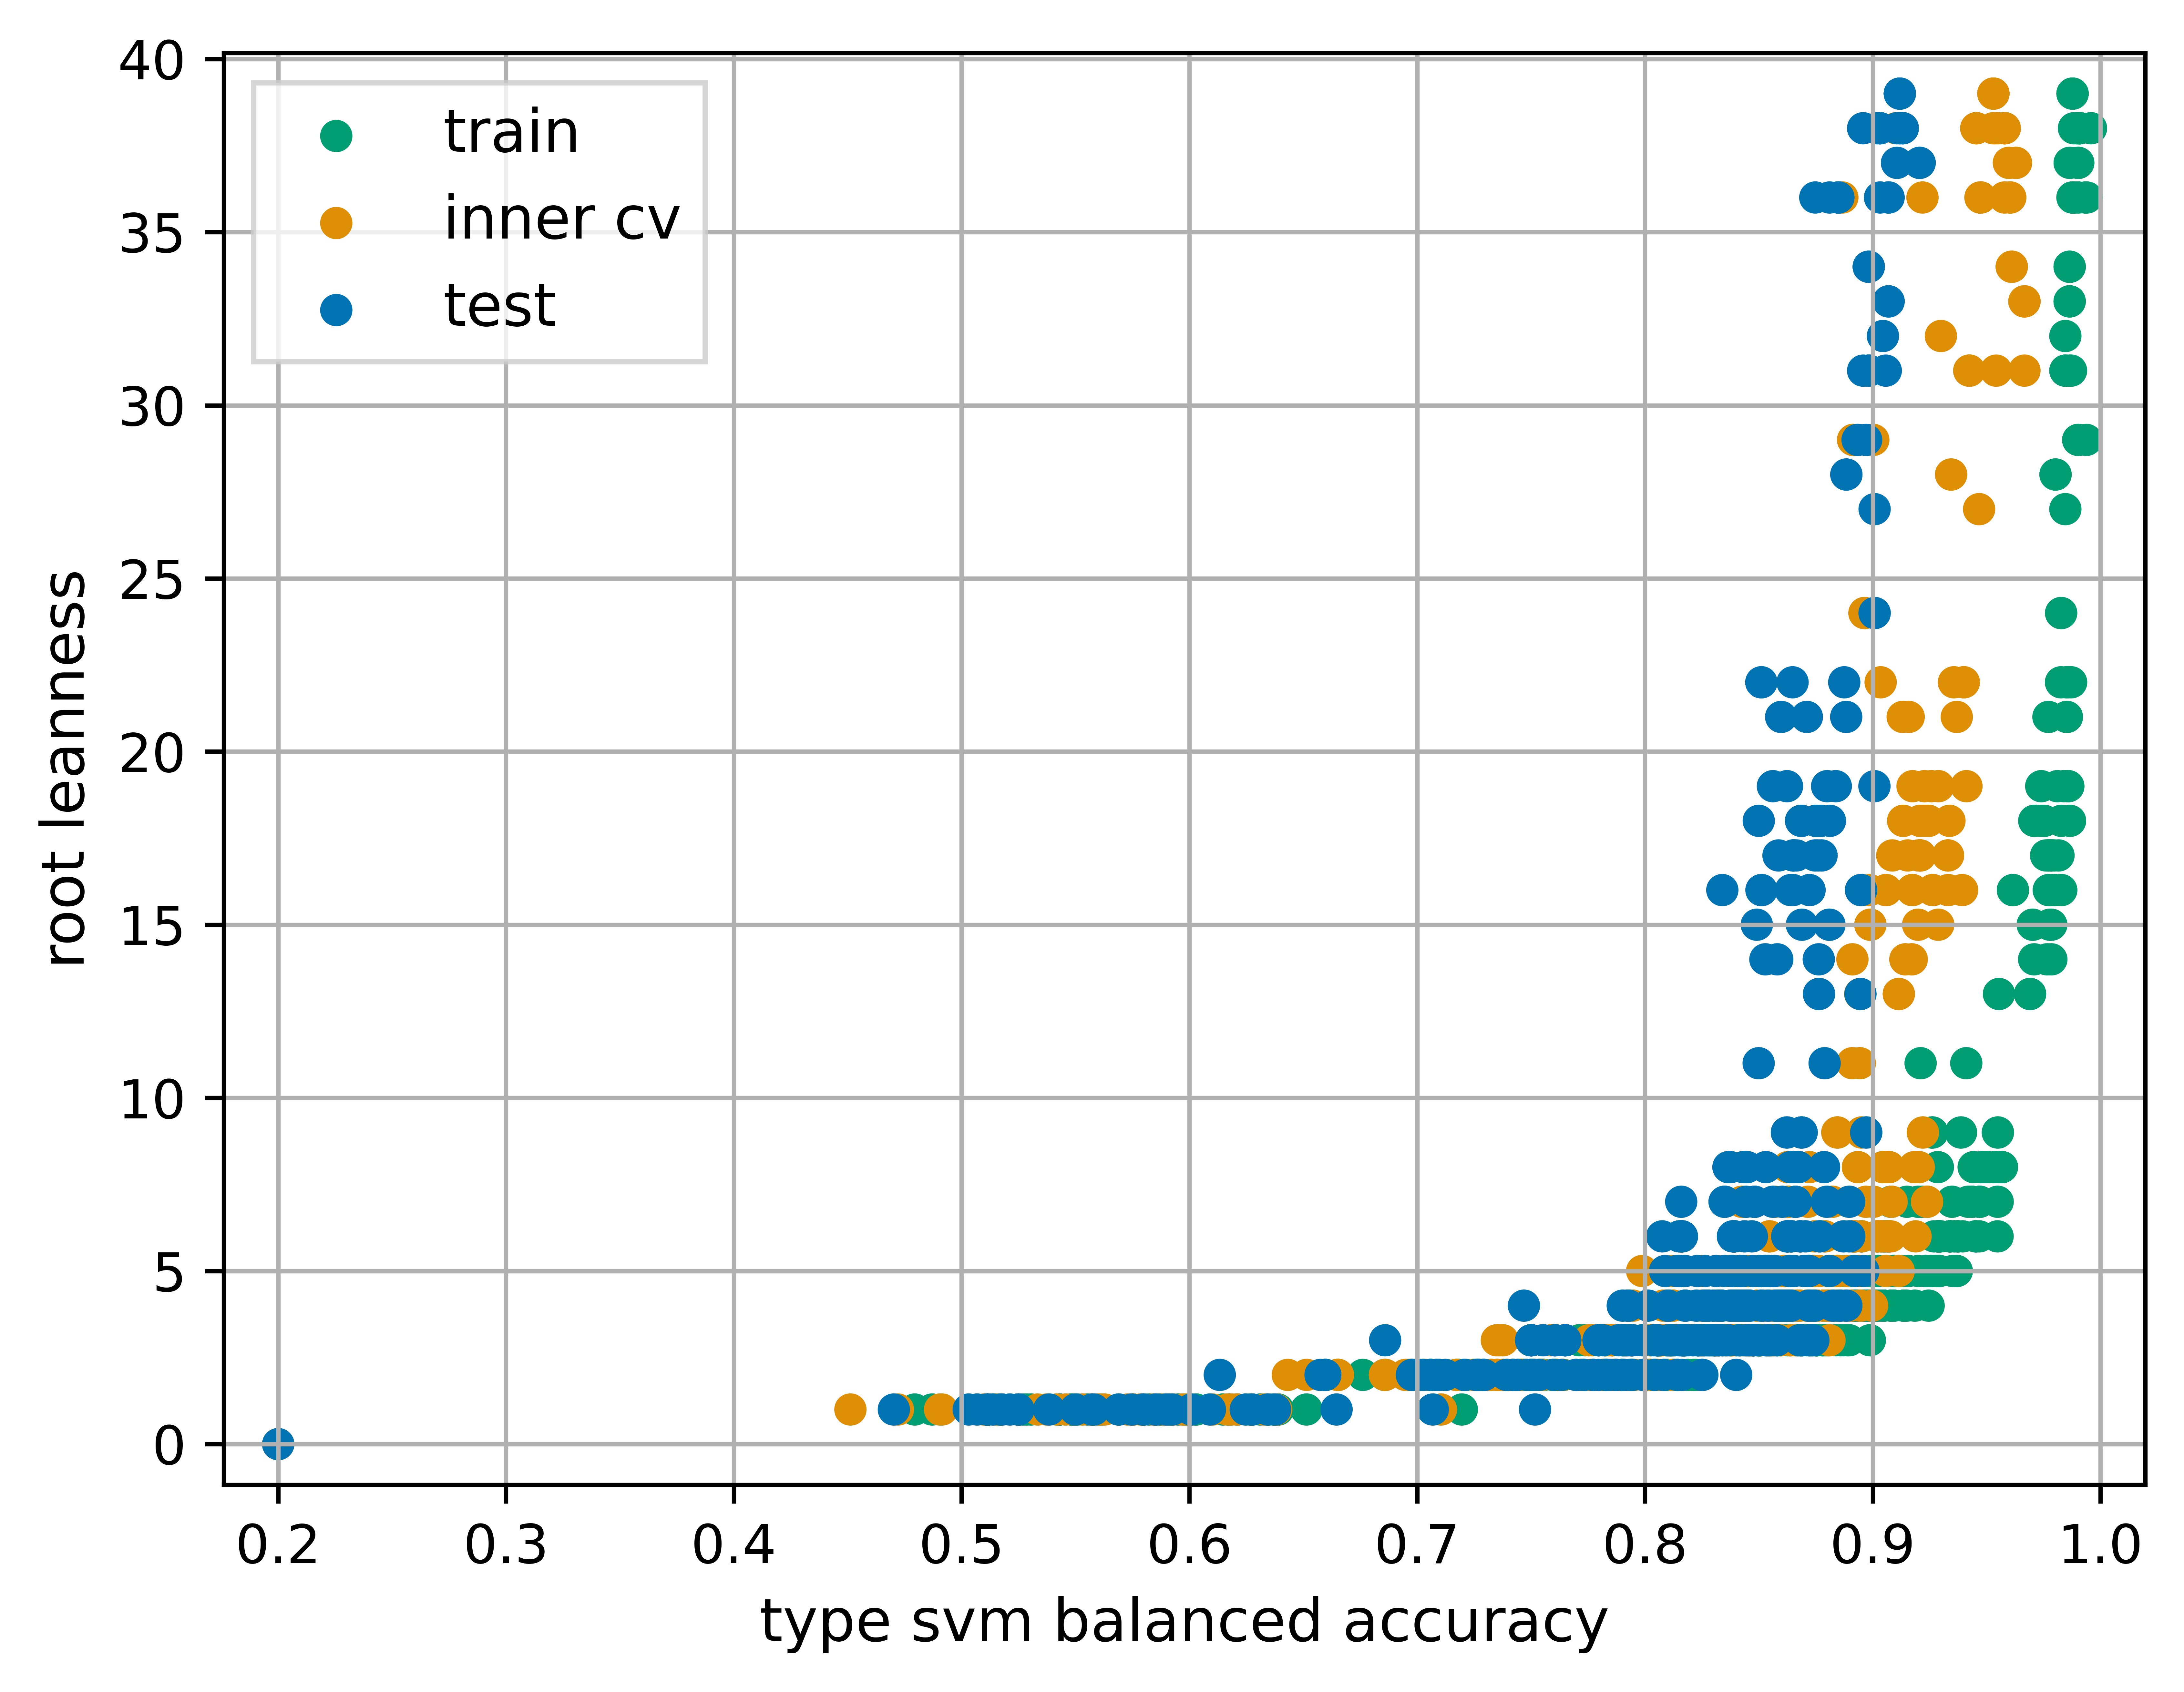 40
35
30
25
20
15
10
5
0
root leanness
train
inner cv
test
0.2 0.3 0.4 0.5 0.6 0.7 0.8 0.9 1.0
type svm balanced accuracy